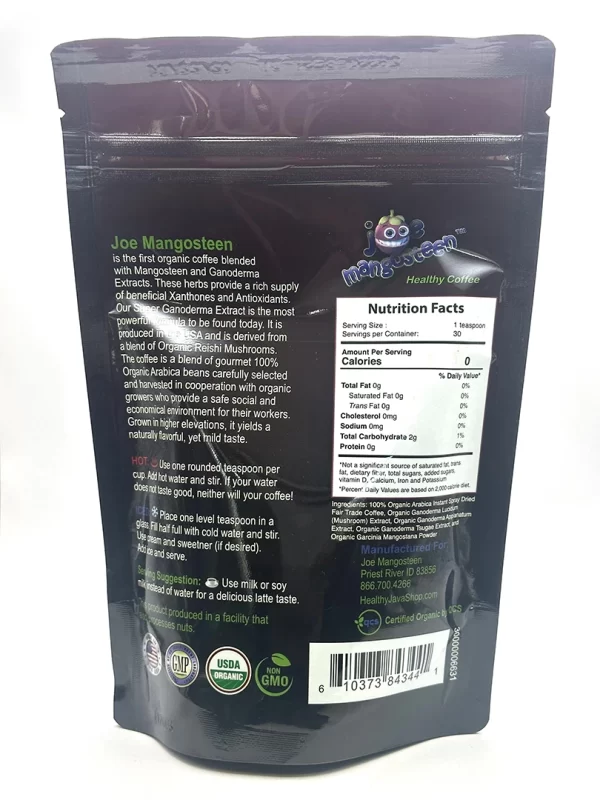 Joe Mangosteen
is the first organic coffee blended
with Mangosteen and Ganoderma
Extracts. These herbs provide a rich supply
of beneficial Xanthones and Antioxidants.
Our Super Ganoderma Extract is the most
powerful to be found today. It is
produced in USA and is derived from
a blend of Organic Reishi Mushrooms.
The coffee is a blend of gourmet 100%
Organic Arabica beans carefully selected
and harvested in cooperation with organic
growers who provide a safe social and
economical environment for their workers.
Grown in higher elevations, it yields a
naturally flavorful, yet mild taste.
HOT Use one rounded teaspoon per
cup. Add hot water and stir. If your water
does not taste good, neither will your coffee!
Place one level teaspoon in a
glass. Fill half full with cold water and stir.
Use cream and sweetner (if desired).
Add ice and serve.
Serving Suggestion: Use milk or soy
milk instead of water for a delicious latte taste.
product produced in a facility that
processes nuts.
GMP
USDA
ORGANIC
NON
GMO
joe
mangosteen™
Healthy Coffee
Nutrition Facts
Serving Size : 1 teaspoon
Servings per Container: 30
Amount Per Serving
Calories 0
% Daily Value*
Total Fat 0g 0%
Saturated Fat 0g 0%
Trans Fat 0g 0%
Cholesterol 0mg 0%
Sodium 0mg 0%
Total Carbohydrate 2g 1%
Protein 0g 0%
*Not a significant source of saturated fat, trans
fat, dietary fiber, total sugars, added sugars,
vitamin D, Calcium, Iron and Potassium
*Percent Daily Values are based on 2,000 calorie diet.
Ingredients: 100% Organic Arabica Instant Spray Dried
Fair Trade Coffee, Organic Ganoderma Lucidum
(Mushroom) Extract, Organic Ganoderma Applanatum
Extract, Organic Ganoderma Tsugae Extract, and
Organic Garcinia Mangostana Powder
Manufactured For:
Joe Mangosteen
Priest River ID 83856
866.700.4266
HealthyJavaShop.com
qcs Certified Organic by QCS
30000006631
6 10373 84344 1